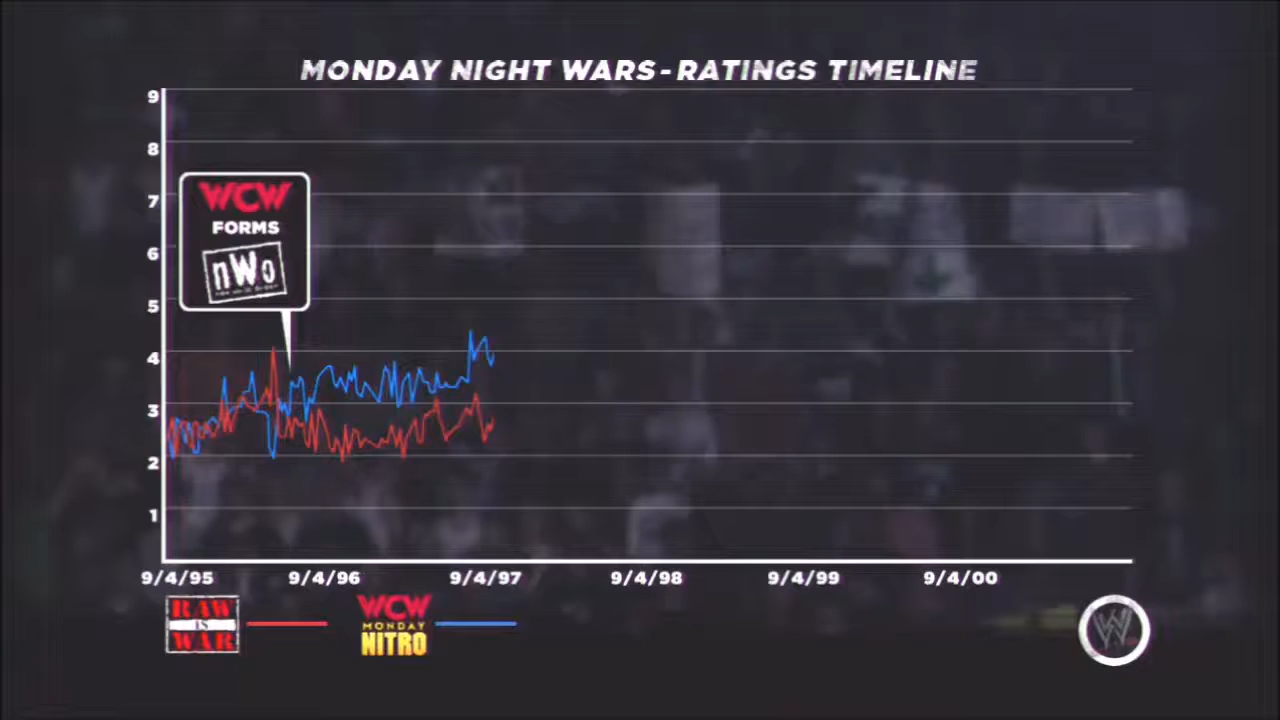 MONDAY NIGHT WARS - RATINGS TIMELINE
9
8
7
6
5
4
3
2
1
WCW
FORMS
nWo
9/4/95 9/4/96 9/4/97 9/4/98 9/4/99 9/4/00
RAW
IS
WAR
WCW
MONDAY
NITRO
W